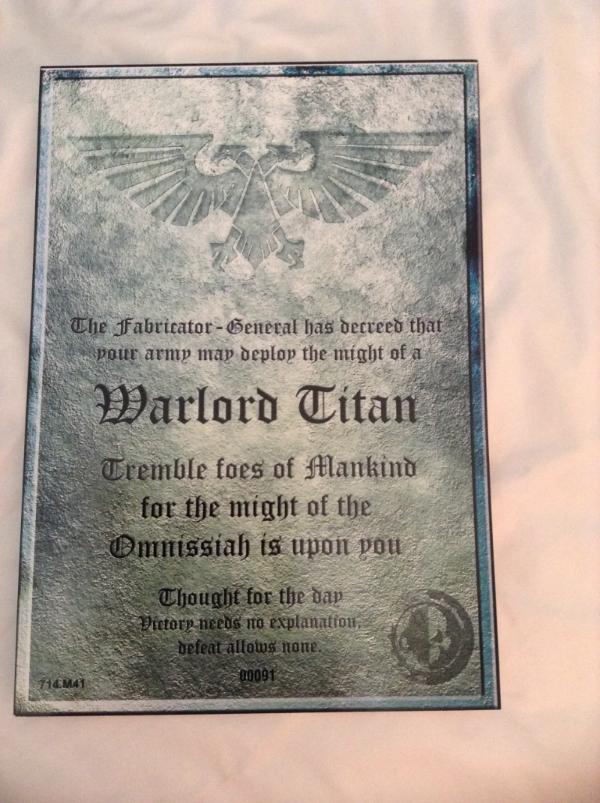 The Fabricator-General has decreed that
your army may deploy the might of a
Warlord Titan
Tremble foes of Mankind
for the might of the
Omnissiah is upon you
Thought for the day
Victory needs no explanation,
defeat allows none.
00091
714.M41